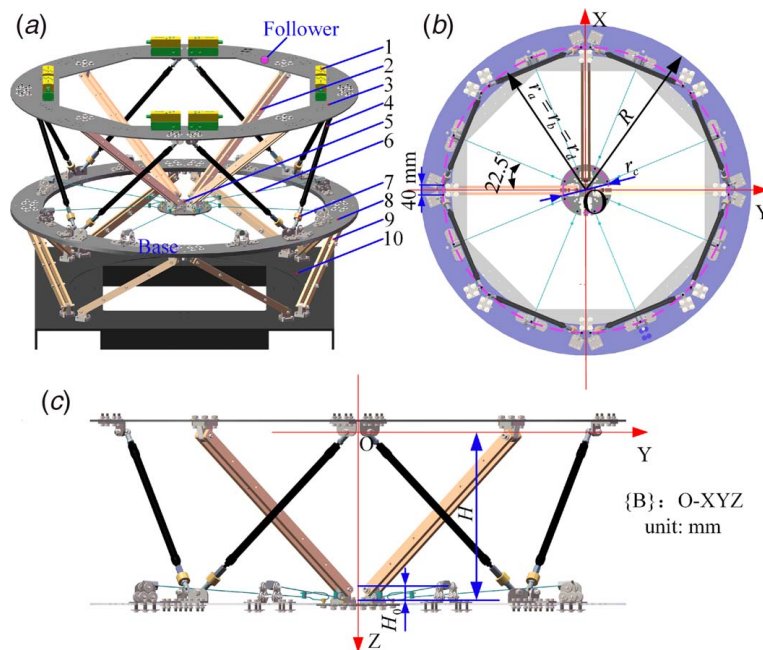 (a)
Follower
1
2
3
4
5
6
7
8
9
10
Base
(b)
X
r_a = r_b = r_d
R
r_c
22.5°
40 mm
O
Y
(c)
O
Y
H
H_0
Z
{B}: O-XYZ
unit: mm